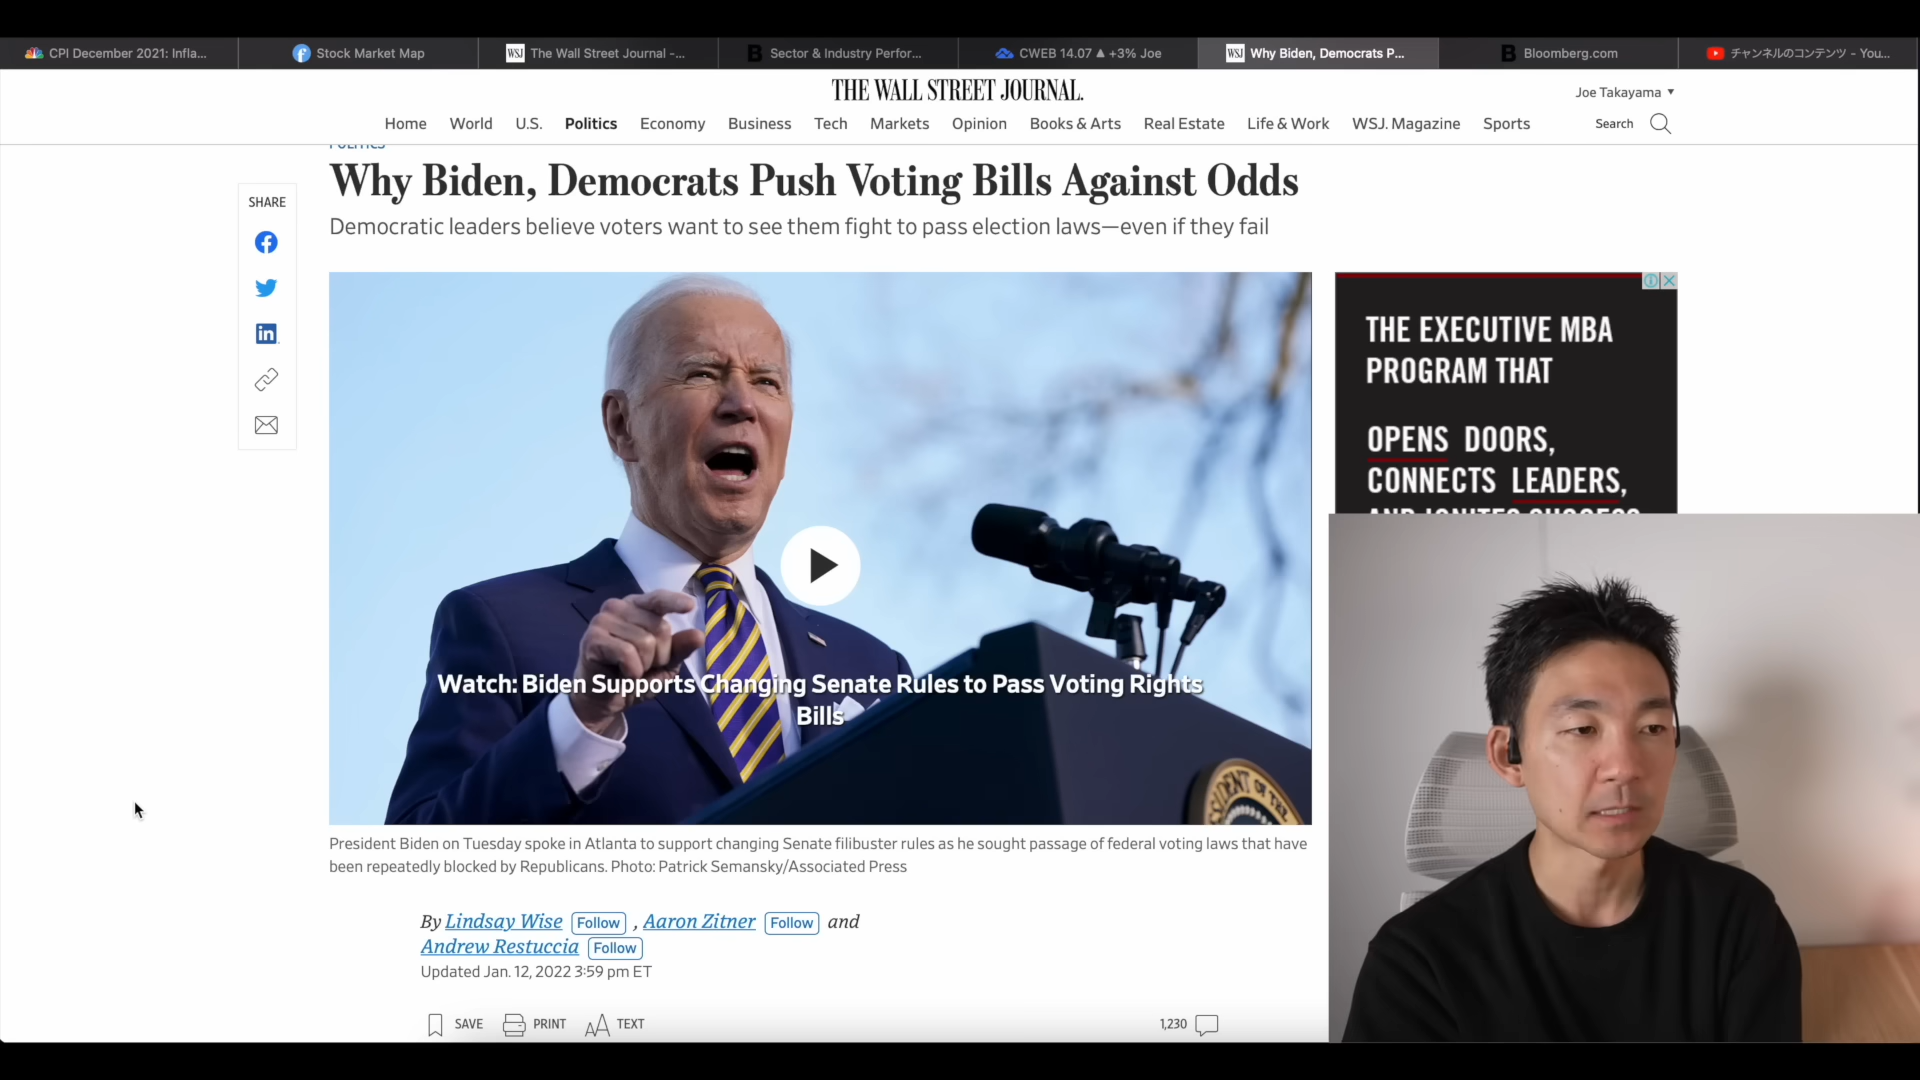 CPI December 2021: Infla...
Stock Market Map
WSJ The Wall Street Journal -...
B Sector & Industry Perfor...
CWEB 14.07 ▲ +3% Joe
WSJ Why Biden, Democrats P...
B Bloomberg.com
チャンネルのコンテンツ - You...
THE WALL STREET JOURNAL.
Joe Takayama ▼
Home World U.S. Politics Economy Business Tech Markets Opinion Books & Arts Real Estate Life & Work WSJ. Magazine Sports
Search
POLITICS
Why Biden, Democrats Push Voting Bills Against Odds
Democratic leaders believe voters want to see them fight to pass election laws—even if they fail
SHARE
in
THE EXECUTIVE MBA
PROGRAM THAT
OPENS DOORS,
CONNECTS LEADERS,
AND IGNITES SUCCESS
Watch: Biden Supports Changing Senate Rules to Pass Voting Rights
Bills
President Biden on Tuesday spoke in Atlanta to support changing Senate filibuster rules as he sought passage of federal voting laws that have
been repeatedly blocked by Republicans. Photo: Patrick Semansky/Associated Press
By Lindsay Wise Follow , Aaron Zitner Follow and
Andrew Restuccia Follow
Updated Jan. 12, 2022 3:59 pm ET
SAVE PRINT AA TEXT
1,230